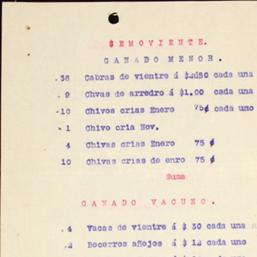 SEMOVIENTE.
GANADO MENOR.
38 Cabras de vientre á $ 1.50 cada una
9 Chvas de arredro á $1.00 cada una
10 Chivos crias Enero 75¢ cada uno
1 Chivo cria Nov.
4 Chivas crias Enero 75 ¢
10 Chivas crias de enro 75 ¢
Suma
GANADO VACUNO.
4 Vacas de vientre á $ 30 cada una
2 Becerros añejos á $ 12 cada uno